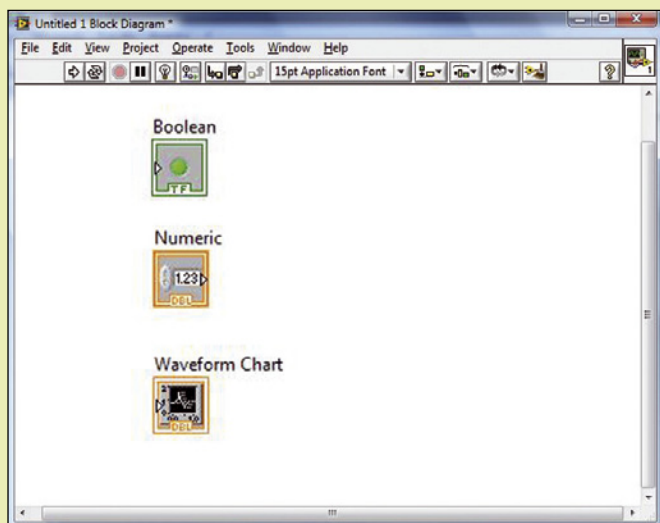 Untitled 1 Block Diagram *
File Edit View Project Operate Tools Window Help
15pt Application Font
1
Boolean
TF
Numeric
1.23
DBL
Waveform Chart
DBL